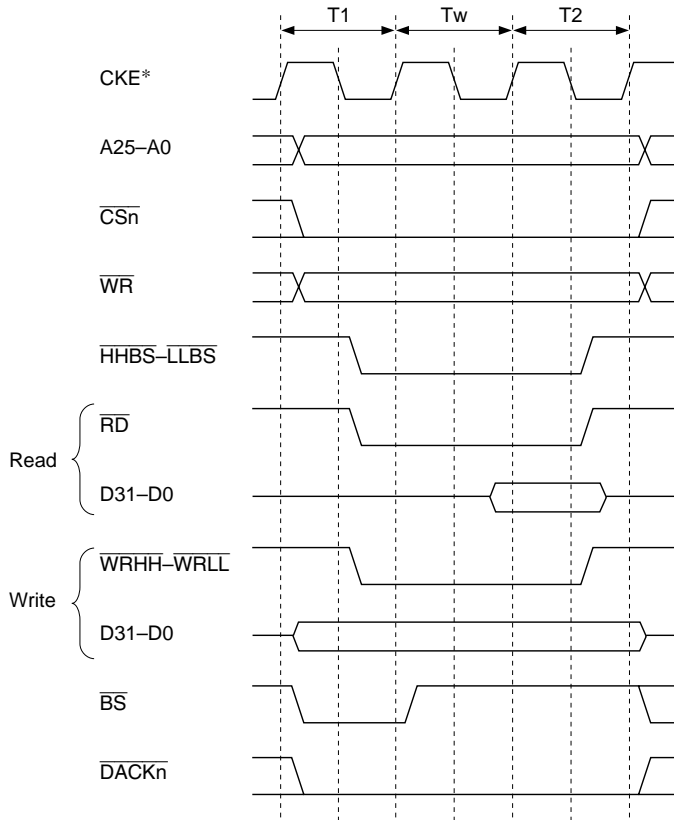 T1 Tw T2
CKE*
A25–A0
CSn
WR
HHBS–LLBS
RD
Read
D31–D0
WRHH–WRLL
Write
D31–D0
BS
DACKn